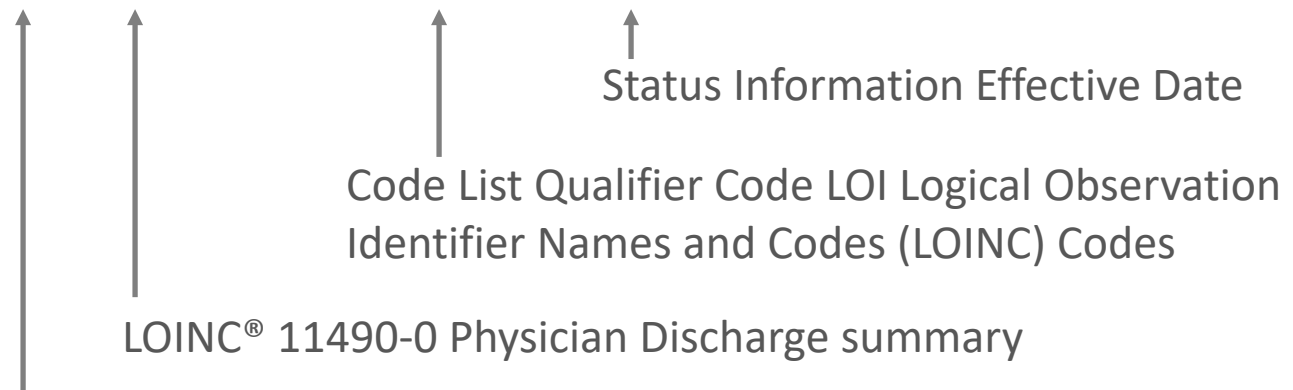 Status Information Effective Date
Code List Qualifier Code LOI Logical Observation
Identifier Names and Codes (LOINC) Codes
LOINC® 11490-0 Physician Discharge summary